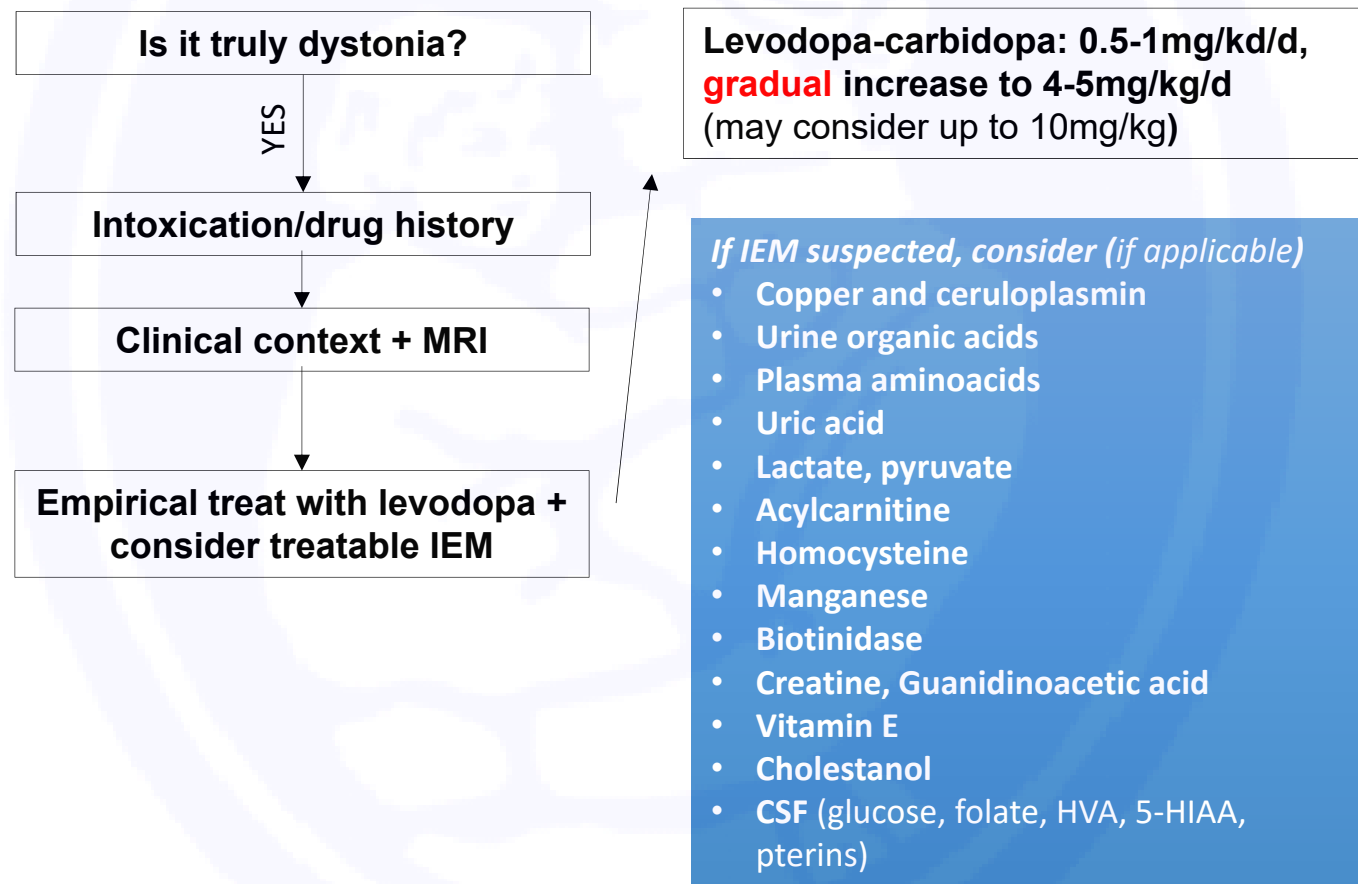 Is it truly dystonia?
YES
Intoxication/drug history
Clinical context + MRI
Empirical treat with levodopa +
consider treatable IEM
Levodopa-carbidopa: 0.5-1mg/kd/d,
gradual increase to 4-5mg/kg/d
(may consider up to 10mg/kg)
If IEM suspected, consider (if applicable)
• Copper and ceruloplasmin
• Urine organic acids
• Plasma aminoacids
• Uric acid
• Lactate, pyruvate
• Acylcarnitine
• Homocysteine
• Manganese
• Biotinidase
• Creatine, Guanidinoacetic acid
• Vitamin E
• Cholestanol
• CSF (glucose, folate, HVA, 5-HIAA,
pterins)